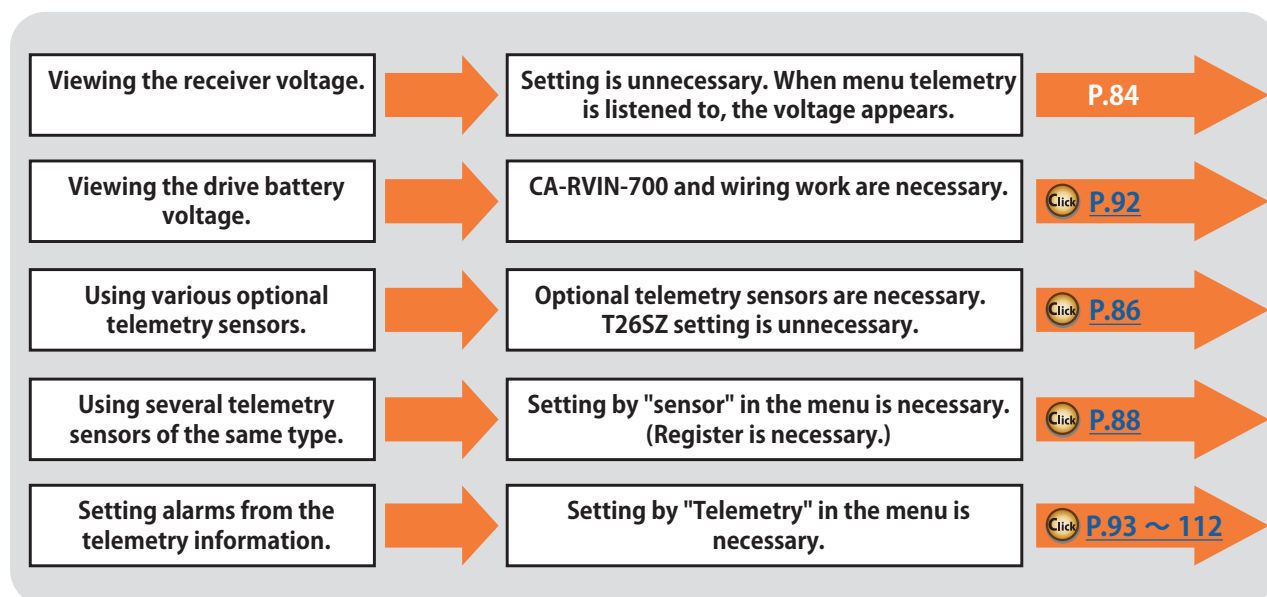 Viewing the receiver voltage.
Setting is unnecessary. When menu telemetry
is listened to, the voltage appears.
P.84
Viewing the drive battery
voltage.
CA-RVIN-700 and wiring work are necessary.
Click P.92
Using various optional
telemetry sensors.
Optional telemetry sensors are necessary.
T26SZ setting is unnecessary.
Click P.86
Using several telemetry
sensors of the same type.
Setting by "sensor" in the menu is necessary.
(Register is necessary.)
Click P.88
Setting alarms from the
telemetry information.
Setting by "Telemetry" in the menu is
necessary.
Click P.93 ～ 112